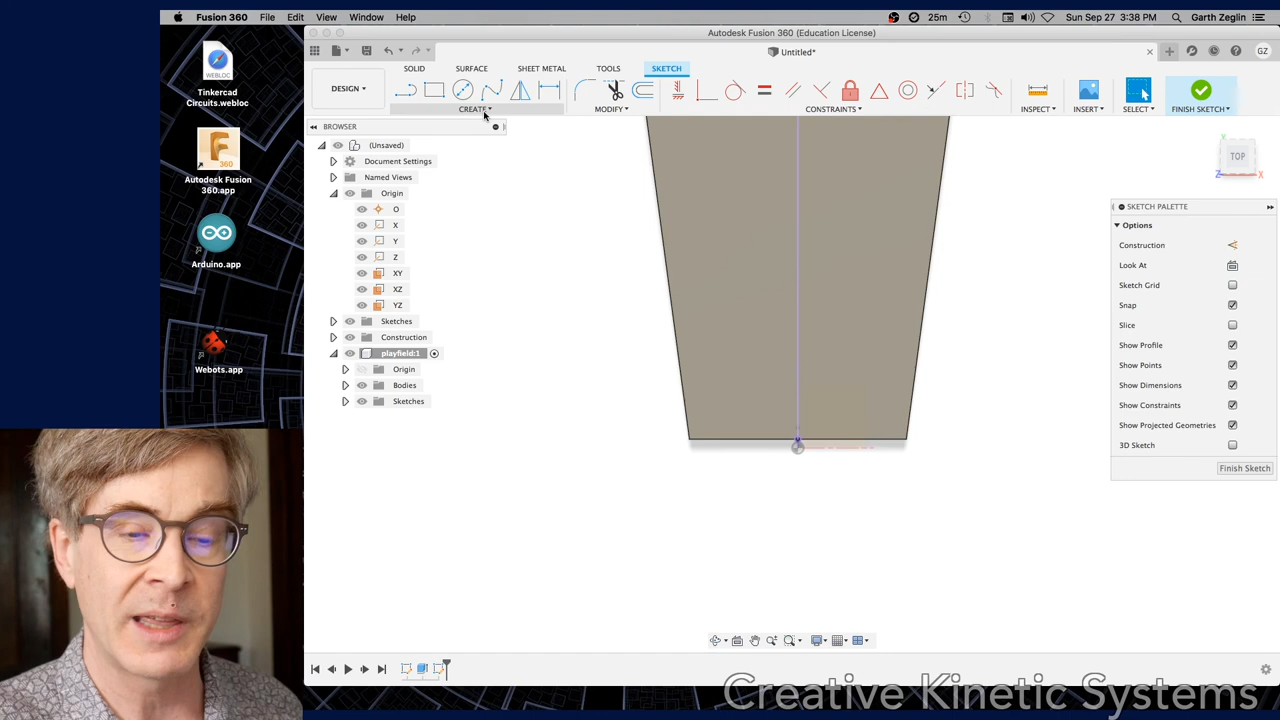 Fusion 360 File Edit View Window Help
25m
Sun Sep 27 3:38 PM
Garth Zeglin
Autodesk Fusion 360 (Education License)
Untitled*
GZ
SOLID SURFACE SHEET METAL TOOLS SKETCH
DESIGN
CREATE MODIFY CONSTRAINTS INSPECT INSERT SELECT FINISH SKETCH
BROWSER
(Unsaved)
Document Settings
Named Views
Origin
O
X
Y
Z
XY
XZ
YZ
Sketches
Construction
playfield:1
Origin
Bodies
Sketches
WEBLOC
Tinkercad
Circuits.webloc
360
Autodesk Fusion
360.app
Arduino.app
Webots.app
Y
TOP
Z X
SKETCH PALETTE
Options
Construction
Look At
Sketch Grid
Snap
Slice
Show Profile
Show Points
Show Dimensions
Show Constraints
Show Projected Geometries
3D Sketch
Finish Sketch
Creative Kinetic Systems